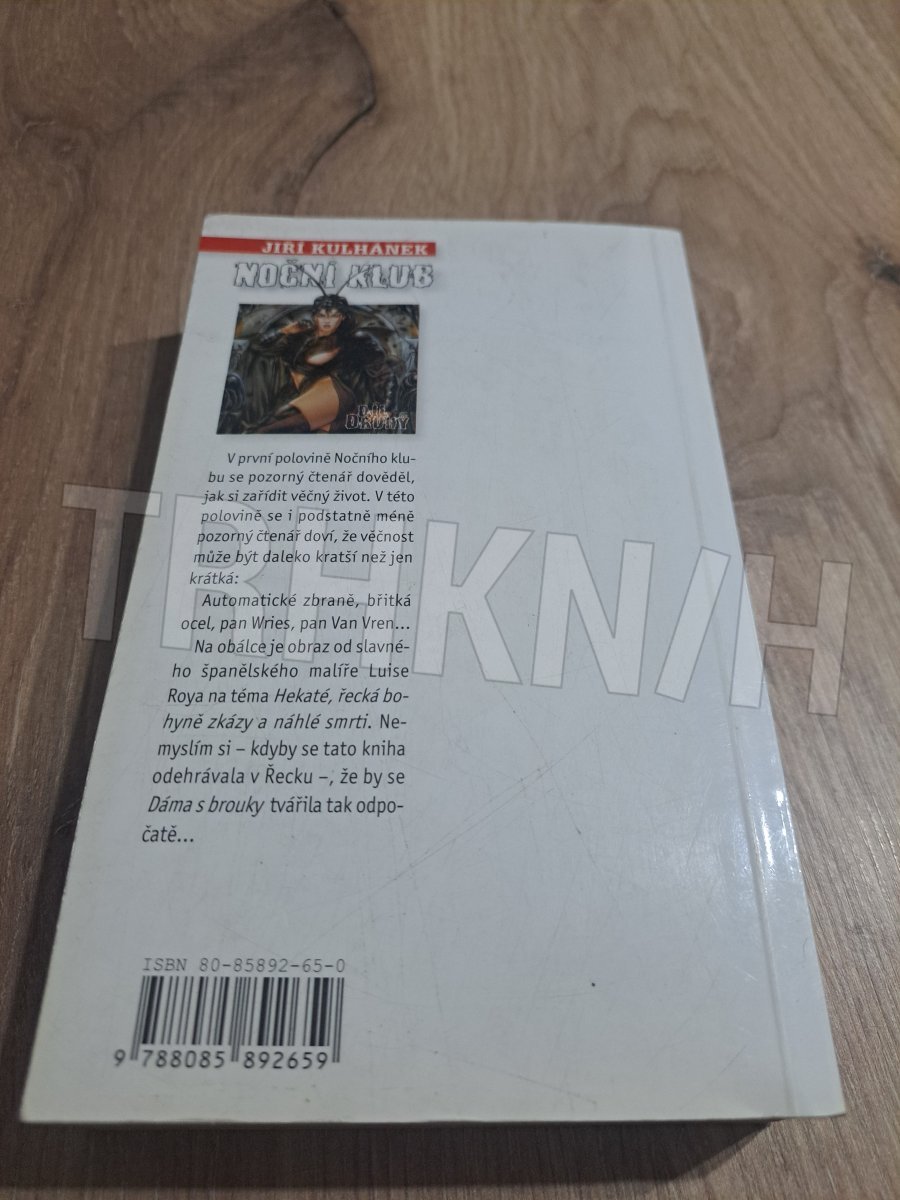 JIŘÍ KULHÁNEK
NOČNÍ KLUB
DÍL
DRUHÝ
V první polovině Nočního klu-
bu se pozorný čtenář dověděl,
jak si zařídit věčný život. V této
polovině se i podstatně méně
pozorný čtenář doví, že věčnost
může být daleko kratší než jen
krátká:
Automatické zbraně, břitká
ocel, pan Wries, pan Van Vren...
Na obálce je obraz od slavné-
ho španělského malíře Luise
Roya na téma Hekaté, řecká bo-
hyně zkázy a náhlé smrti. Ne-
myslím si – kdyby se tato kniha
odehrávala v Řecku –, že by se
Dáma s brouky tvářila tak odpo-
čatě...
TRHKNIH
ISBN 80-85892-65-0
9 788085 892659